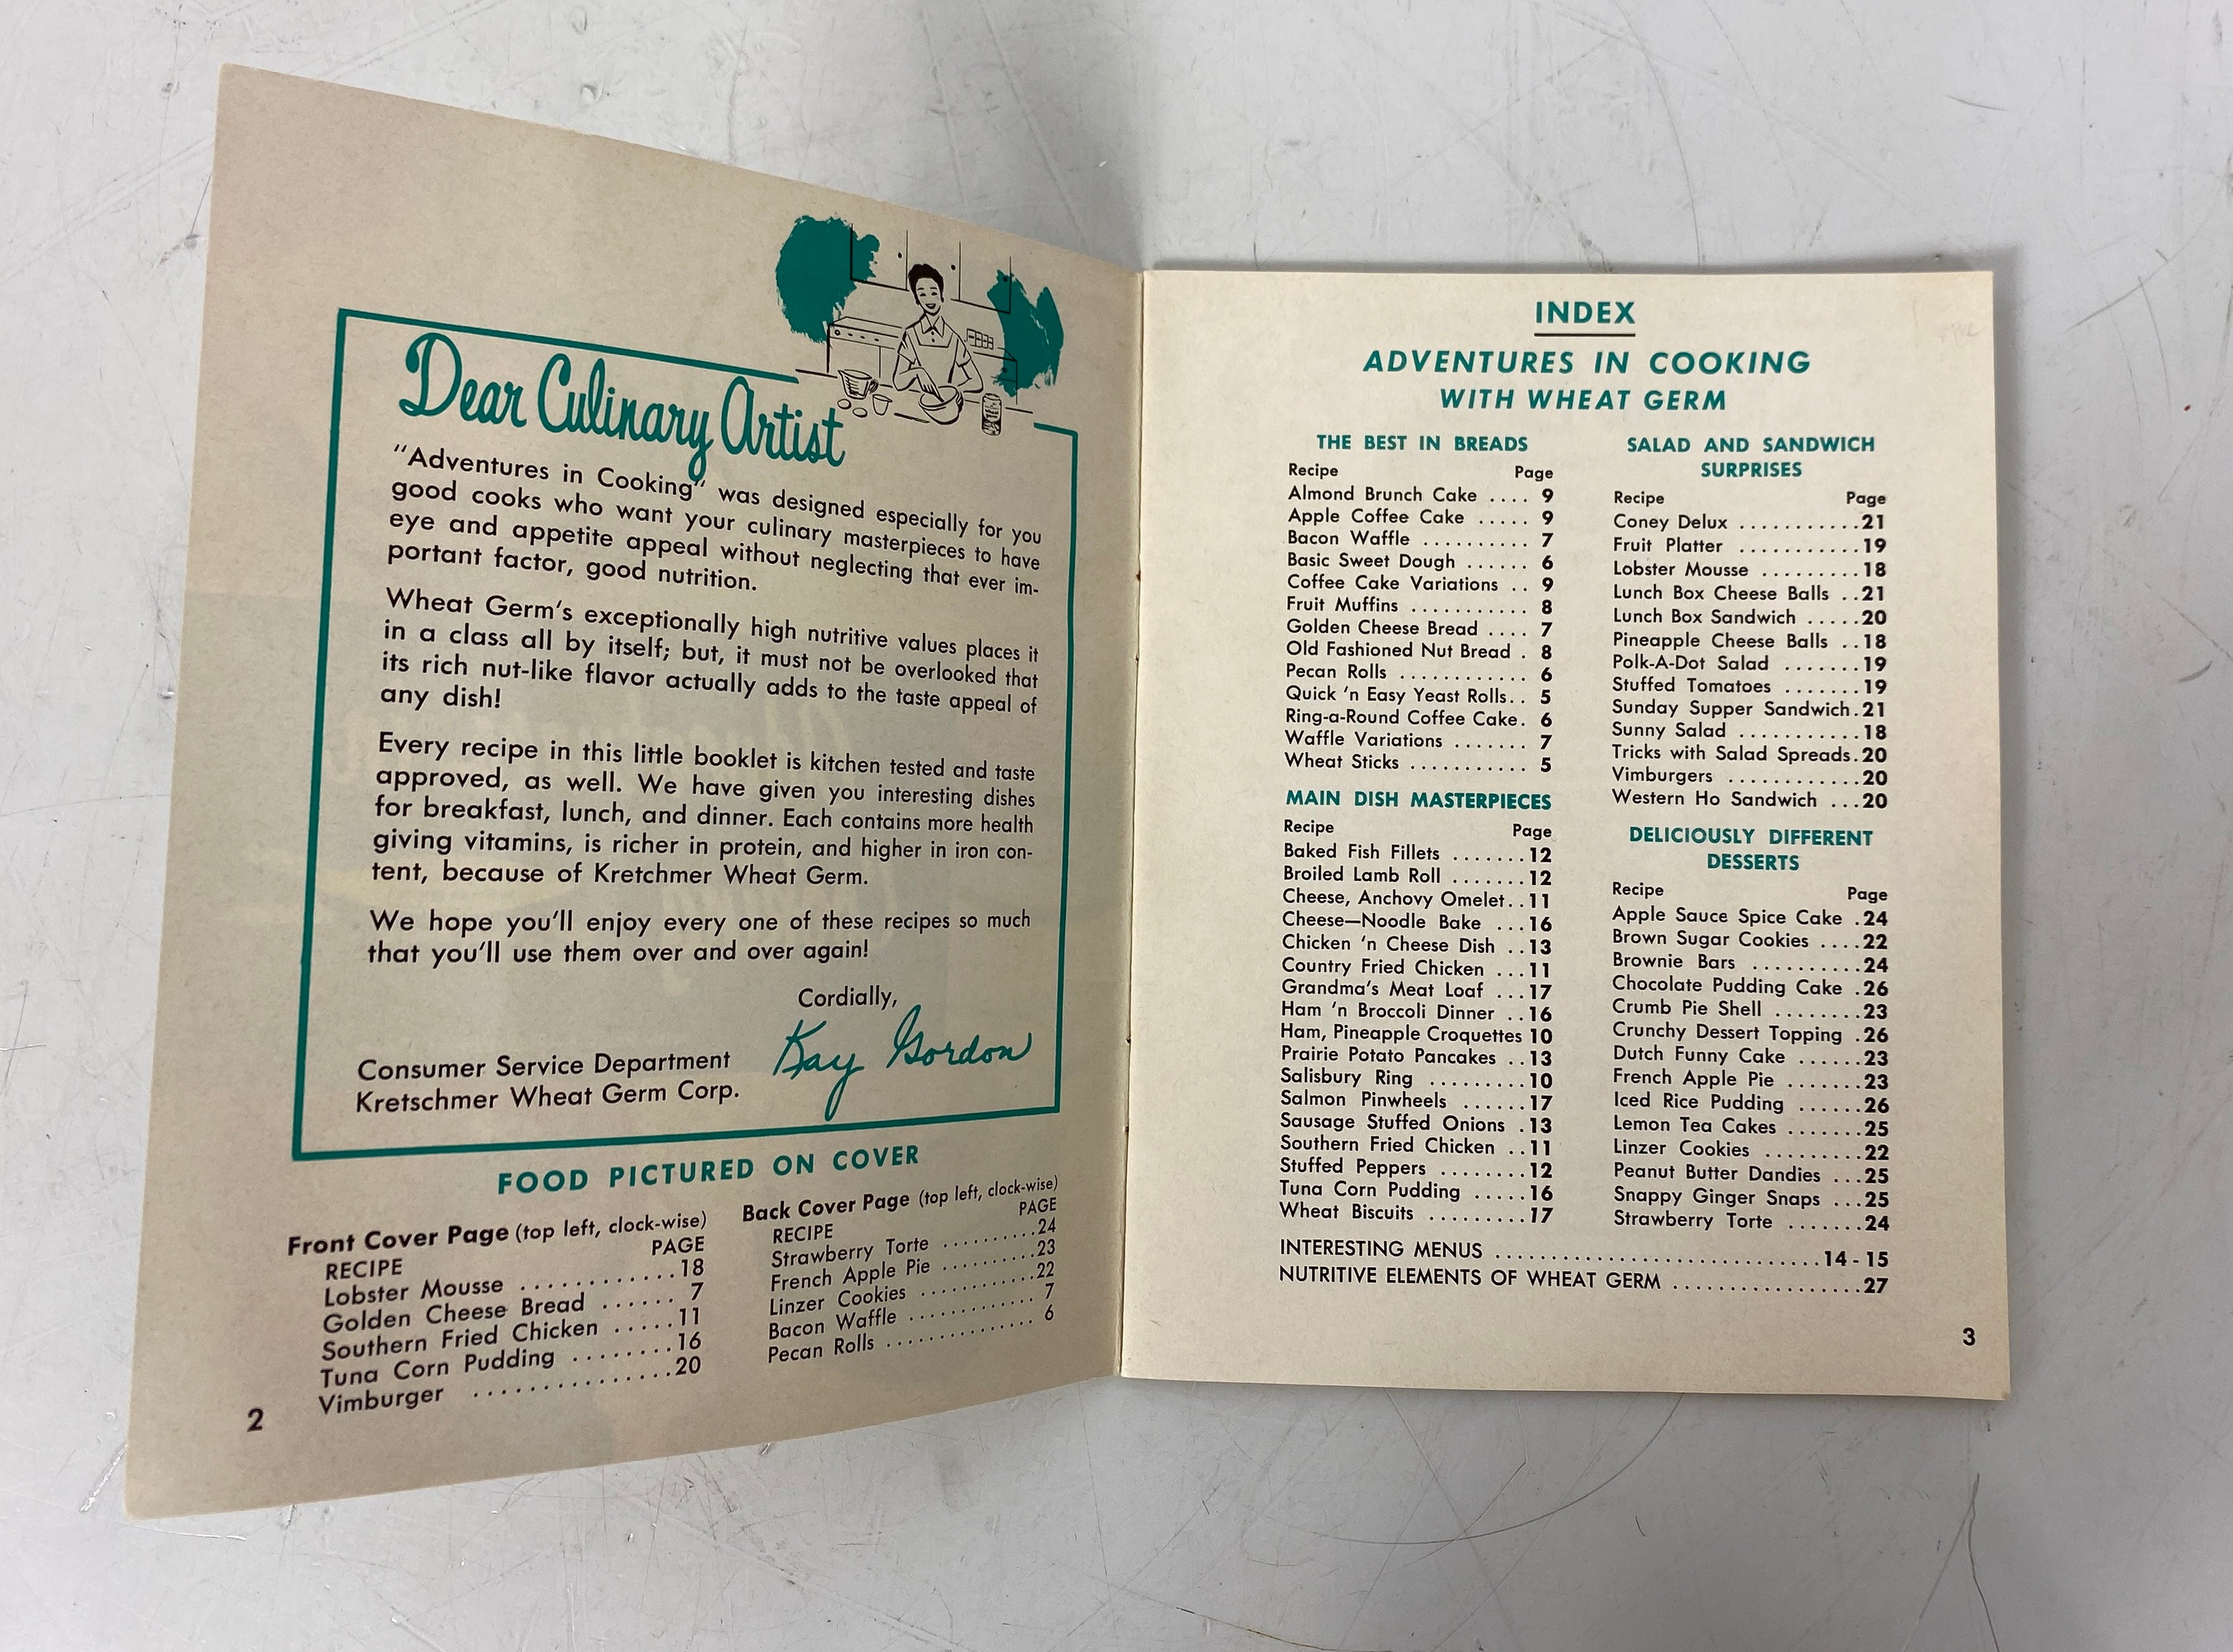 Dear Culinary Artist
"Adventures in Cooking" was designed especially for you
good cooks who want your culinary masterpieces to have
eye and appetite appeal without neglecting that ever im-
portant factor, good nutrition.
Wheat Germ's exceptionally high nutritive values places it
in a class all by itself; but, it must not be overlooked that
its rich nut-like flavor actually adds to the taste appeal of
any dish!
Every recipe in this little booklet is kitchen tested and taste
approved, as well. We have given you interesting dishes
for breakfast, lunch, and dinner. Each contains more health
giving vitamins, is richer in protein, and higher in iron con-
tent, because of Kretchmer Wheat Germ.
We hope you'll enjoy every one of these recipes so much
that you'll use them over and over again!
Cordially,
Kay Gordon
Consumer Service Department
Kretschmer Wheat Germ Corp.
FOOD PICTURED ON COVER
Front Cover Page (top left, clock-wise)
RECIPE PAGE
Lobster Mousse ............18
Golden Cheese Bread ...... 7
Southern Fried Chicken .....11
Tuna Corn Pudding ........16
Vimburger ...............20
Back Cover Page (top left, clock-wise)
RECIPE PAGE
Strawberry Torte ..........24
French Apple Pie ..........23
Linzer Cookies ............22
Bacon Waffle ............. 7
Pecan Rolls .............. 6
2
INDEX
ADVENTURES IN COOKING
WITH WHEAT GERM
THE BEST IN BREADS
Recipe Page
Almond Brunch Cake .... 9
Apple Coffee Cake ..... 9
Bacon Waffle .......... 7
Basic Sweet Dough ...... 6
Coffee Cake Variations .. 9
Fruit Muffins ........... 8
Golden Cheese Bread .... 7
Old Fashioned Nut Bread . 8
Pecan Rolls ............ 6
Quick 'n Easy Yeast Rolls.. 5
Ring-a-Round Coffee Cake. 6
Waffle Variations ....... 7
Wheat Sticks ........... 5
MAIN DISH MASTERPIECES
Recipe Page
Baked Fish Fillets .......12
Broiled Lamb Roll .......12
Cheese, Anchovy Omelet..11
Cheese—Noodle Bake ...16
Chicken 'n Cheese Dish ..13
Country Fried Chicken ...11
Grandma's Meat Loaf ...17
Ham 'n Broccoli Dinner ..16
Ham, Pineapple Croquettes 10
Prairie Potato Pancakes ..13
Salisbury Ring .........10
Salmon Pinwheels ......17
Sausage Stuffed Onions .13
Southern Fried Chicken ..11
Stuffed Peppers ........12
Tuna Corn Pudding .....16
Wheat Biscuits .........17
SALAD AND SANDWICH
SURPRISES
Recipe Page
Coney Delux ...........21
Fruit Platter ...........19
Lobster Mousse .........18
Lunch Box Cheese Balls ..21
Lunch Box Sandwich .....20
Pineapple Cheese Balls ..18
Polk-A-Dot Salad .......19
Stuffed Tomatoes .......19
Sunday Supper Sandwich.21
Sunny Salad ...........18
Tricks with Salad Spreads.20
Vimburgers ............20
Western Ho Sandwich ...20
DELICIOUSLY DIFFERENT
DESSERTS
Recipe Page
Apple Sauce Spice Cake .24
Brown Sugar Cookies ....22
Brownie Bars ..........24
Chocolate Pudding Cake .26
Crumb Pie Shell ........23
Crunchy Dessert Topping .26
Dutch Funny Cake ......23
French Apple Pie .......23
Iced Rice Pudding ......26
Lemon Tea Cakes .......25
Linzer Cookies .........22
Peanut Butter Dandies ...25
Snappy Ginger Snaps ...25
Strawberry Torte .......24
INTERESTING MENUS ..............................14-15
NUTRITIVE ELEMENTS OF WHEAT GERM .................27
3